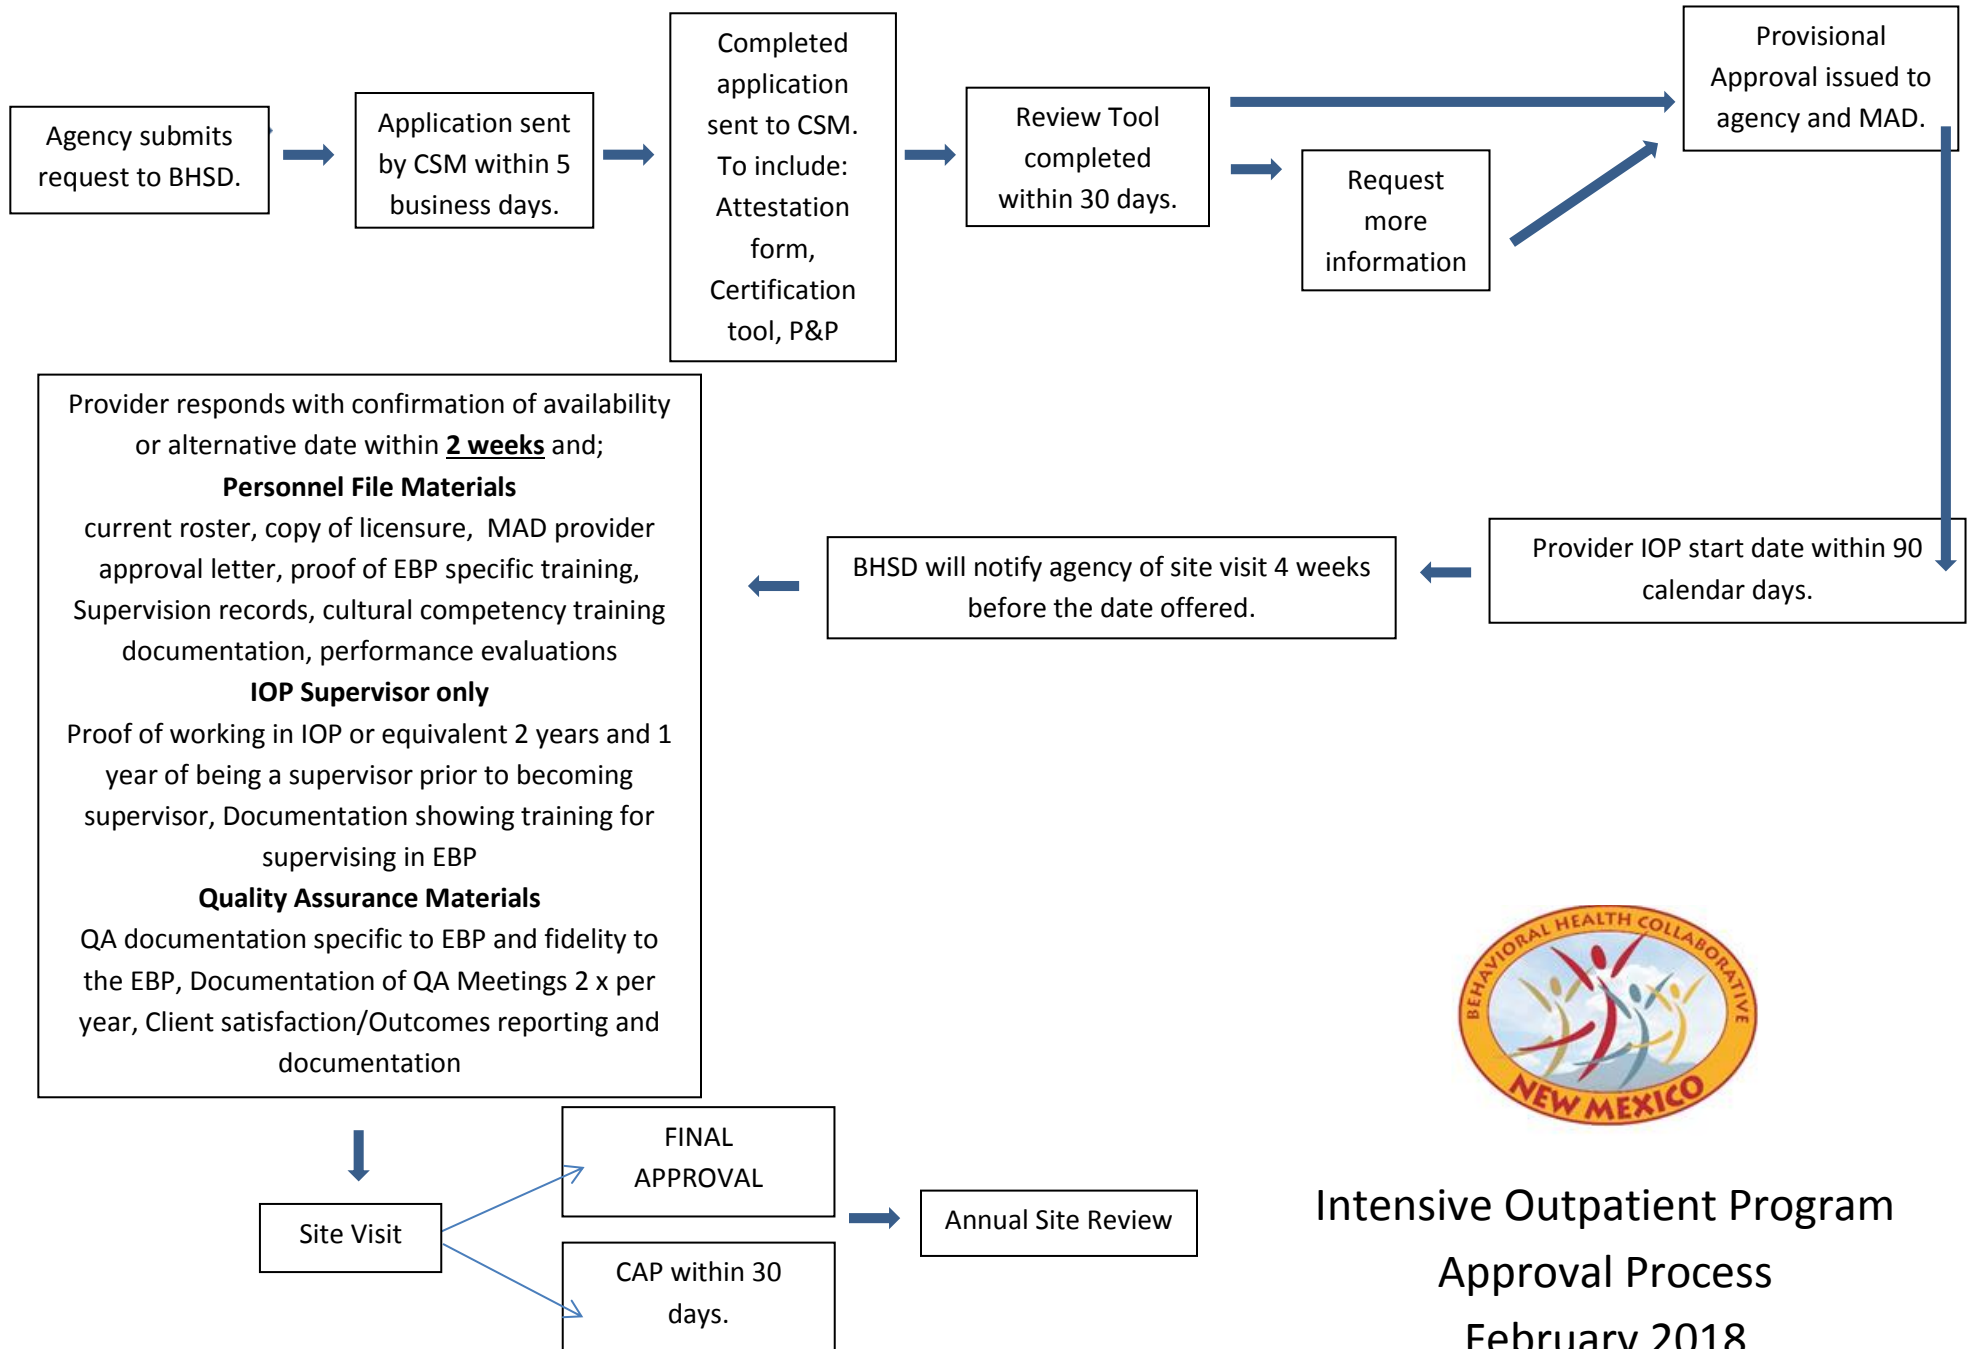 Agency submits
request to BHSD.
Application sent
by CSM within 5
business days.
Completed
application
sent to CSM.
To include:
Attestation
form,
Certification
tool, P&P
Review Tool
completed
within 30 days.
Request
more
information
Provisional
Approval issued to
agency and MAD.
Provider IOP start date within 90
calendar days.
BHSD will notify agency of site visit 4 weeks
before the date offered.
Provider responds with confirmation of availability
or alternative date within 2 weeks and;
Personnel File Materials
current roster, copy of licensure, MAD provider
approval letter, proof of EBP specific training,
Supervision records, cultural competency training
documentation, performance evaluations
IOP Supervisor only
Proof of working in IOP or equivalent 2 years and 1
year of being a supervisor prior to becoming
supervisor, Documentation showing training for
supervising in EBP
Quality Assurance Materials
QA documentation specific to EBP and fidelity to
the EBP, Documentation of QA Meetings 2 x per
year, Client satisfaction/Outcomes reporting and
documentation
Site Visit
FINAL
APPROVAL
CAP within 30
days.
Annual Site Review
BEHAVIORAL HEALTH COLLABORATIVE
NEW MEXICO
Intensive Outpatient Program
Approval Process
February 2018